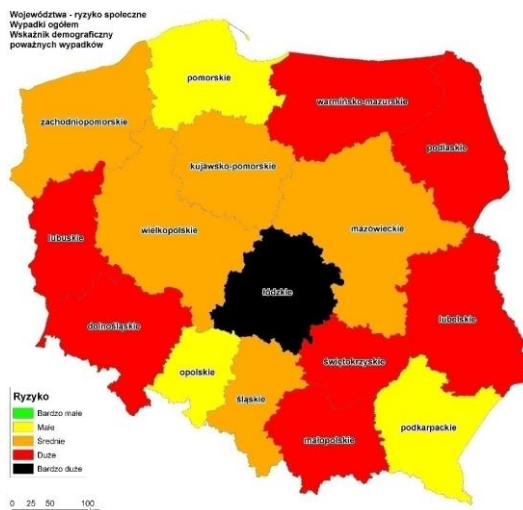 Województwa - ryzyko społeczne
Wypadki ogółem
Wskaźnik demograficzny
poważnych wypadków
pomorskie
warmińsko-mazurskie
zachodniopomorskie
podlaskie
kujawsko-pomorskie
lubuskie
wielkopolskie
mazowieckie
łódzkie
lubelskie
dolnośląskie
świętokrzyskie
opolskie
śląskie
małopolskie
podkarpackie
Ryzyko
Bardzo małe
Małe
Średnie
Duże
Bardzo duże
0 25 50 100